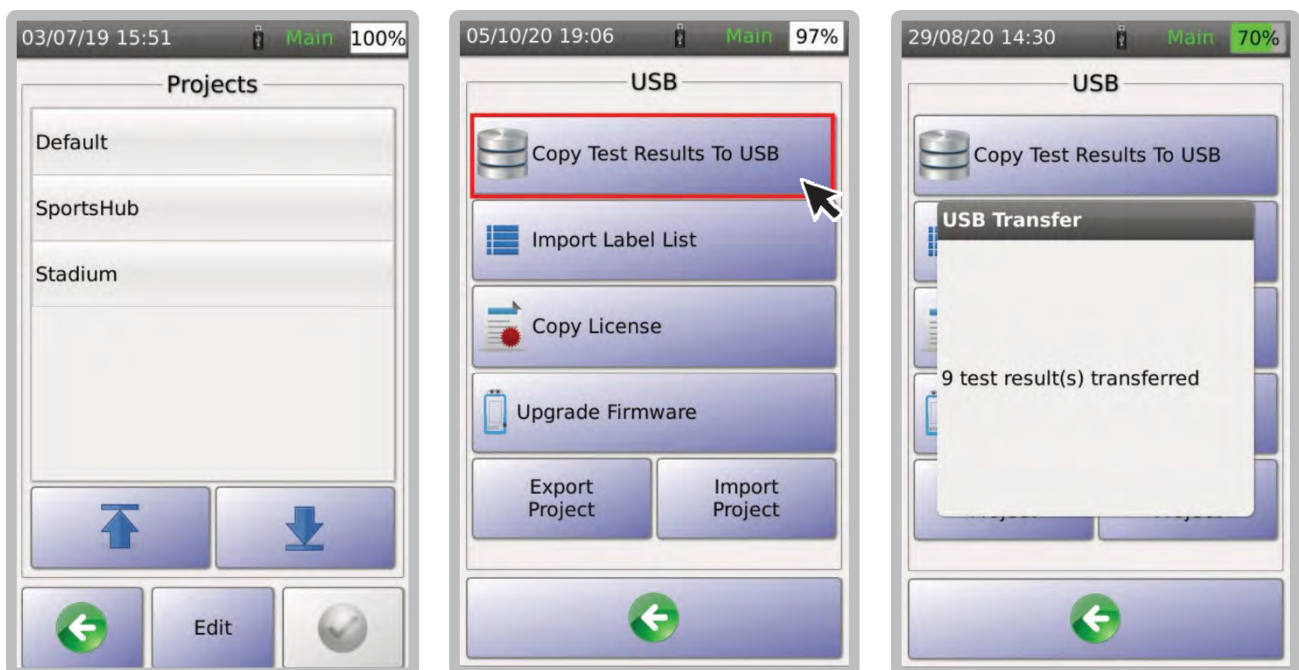 03/07/19 15:51 Main 100%
Projects
Default
SportsHub
Stadium
Edit
05/10/20 19:06 Main 97%
USB
Copy Test Results To USB
Import Label List
Copy License
Upgrade Firmware
Export
Project
Import
Project
29/08/20 14:30 Main 70%
USB
Copy Test Results To USB
USB Transfer
9 test result(s) transferred